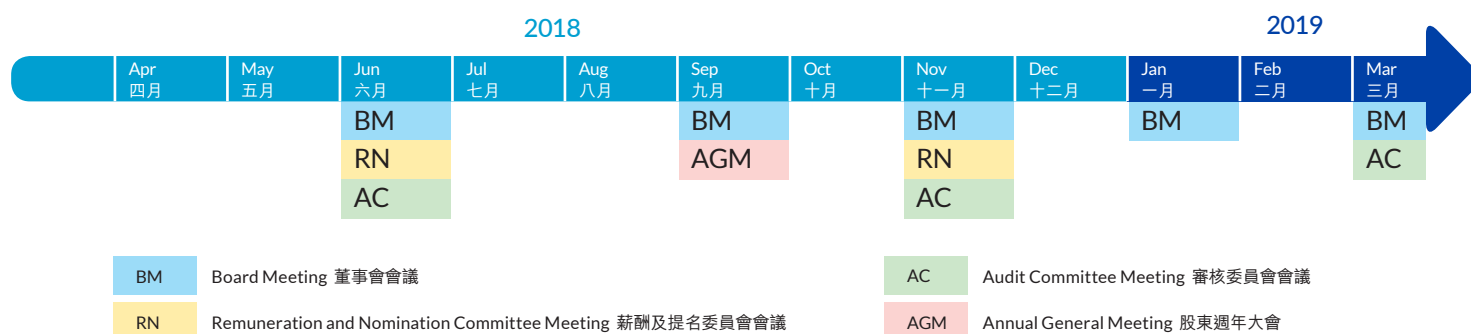 2018
2019
Apr
四月
May
五月
Jun
六月
Jul
七月
Aug
八月
Sep
九月
Oct
十月
Nov
十一月
Dec
十二月
Jan
一月
Feb
二月
Mar
三月
BM
BM
BM
BM
BM
RN
AGM
RN
AC
AC
AC
BM Board Meeting 董事會會議
AC Audit Committee Meeting 審核委員會會議
RN Remuneration and Nomination Committee Meeting 薪酬及提名委員會會議
AGM Annual General Meeting 股東週年大會